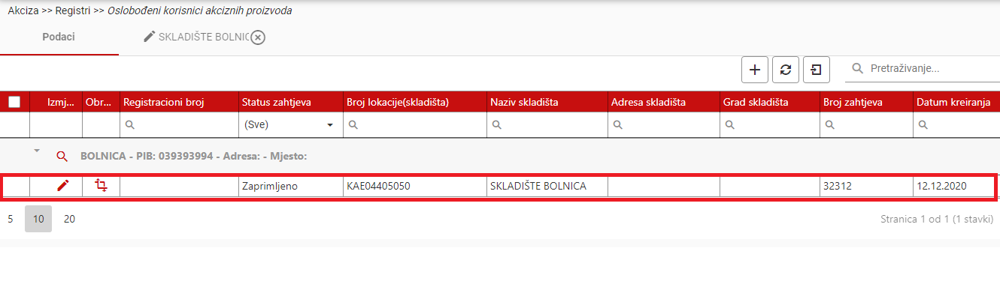 Akciza >> Registri >> Oslobođeni korisnici akciznih proizvoda
Podaci SKLADIŠTE BOLNIC
Pretraživanje...
Izmj... Obr... Registracioni broj Status zahtjeva Broj lokacije(skladišta) Naziv skladišta Adresa skladišta Grad skladišta Broj zahtjeva Datum kreiranja
(Sve)
BOLNICA - PIB: 039393994 - Adresa: - Mjesto:
Zaprimljeno KAE04405050 SKLADIŠTE BOLNICA 32312 12.12.2020
5 10 20 Stranica 1 od 1 (1 stavki)